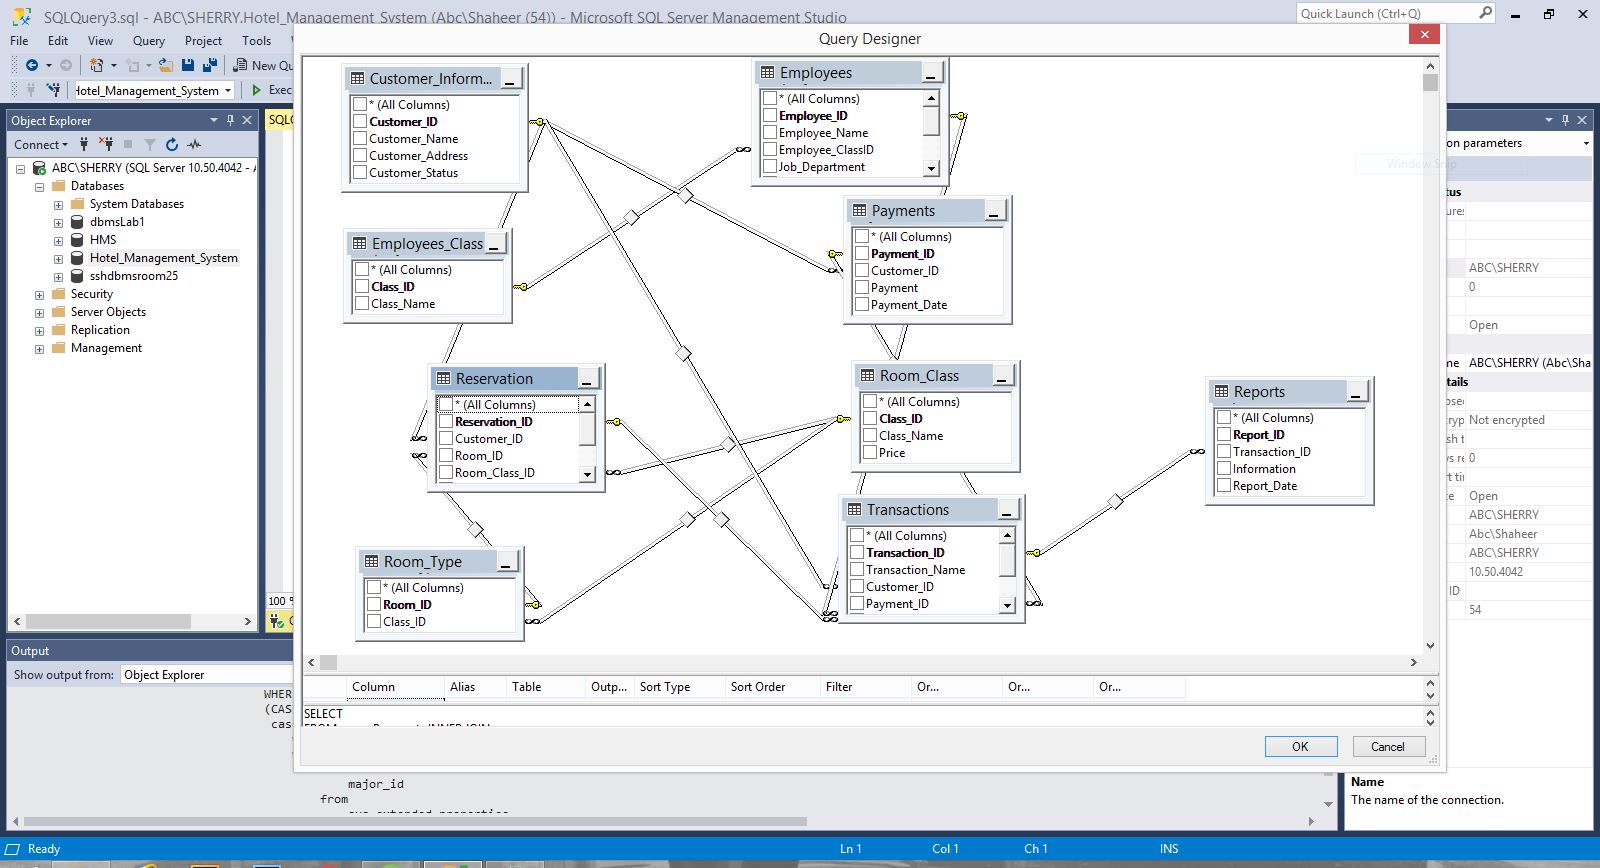 SQLQuery3.sql - ABC\SHERRY.Hotel_Management_System (Abc\Shaheer (54)) - Microsoft SQL Server Management Studio
Quick Launch (Ctrl+Q)
File Edit View Query Project Tools
Query Designer
New Qu
Hotel_Management_System
Exec
Object Explorer
SQLC
Connect
ABC\SHERRY (SQL Server 10.50.4042 - A
Databases
System Databases
dbmsLab1
HMS
Hotel_Management_System
sshdbmsroom25
Security
Server Objects
Replication
Management
100 %
Customer_Inform...
* (All Columns)
Customer_ID
Customer_Name
Customer_Address
Customer_Status
Employees
* (All Columns)
Employee_ID
Employee_Name
Employee_ClassID
Job_Department
Employees_Class
* (All Columns)
Class_ID
Class_Name
Payments
* (All Columns)
Payment_ID
Customer_ID
Payment
Payment_Date
Reservation
* (All Columns)
Reservation_ID
Customer_ID
Room_ID
Room_Class_ID
Room_Class
* (All Columns)
Class_ID
Class_Name
Price
Reports
* (All Columns)
Report_ID
Transaction_ID
Information
Report_Date
Transactions
* (All Columns)
Transaction_ID
Transaction_Name
Customer_ID
Payment_ID
Room_Type
* (All Columns)
Room_ID
Class_ID
Column Alias Table Outp... Sort Type Sort Order Filter Or... Or... Or...
SELECT
OK Cancel
on parameters
Window Snip
tus
ures
ABC\SHERRY
0
Open
me ABC\SHERRY (Abc\Sha
tails
Not encrypted
0
Open
ABC\SHERRY
Abc\Shaheer
ABC\SHERRY
10.50.4042
ID
54
Name
The name of the connection.
Output
Show output from: Object Explorer
WHER
(CAS
cas
major_id
from
Ready Ln 1 Col 1 Ch 1 INS